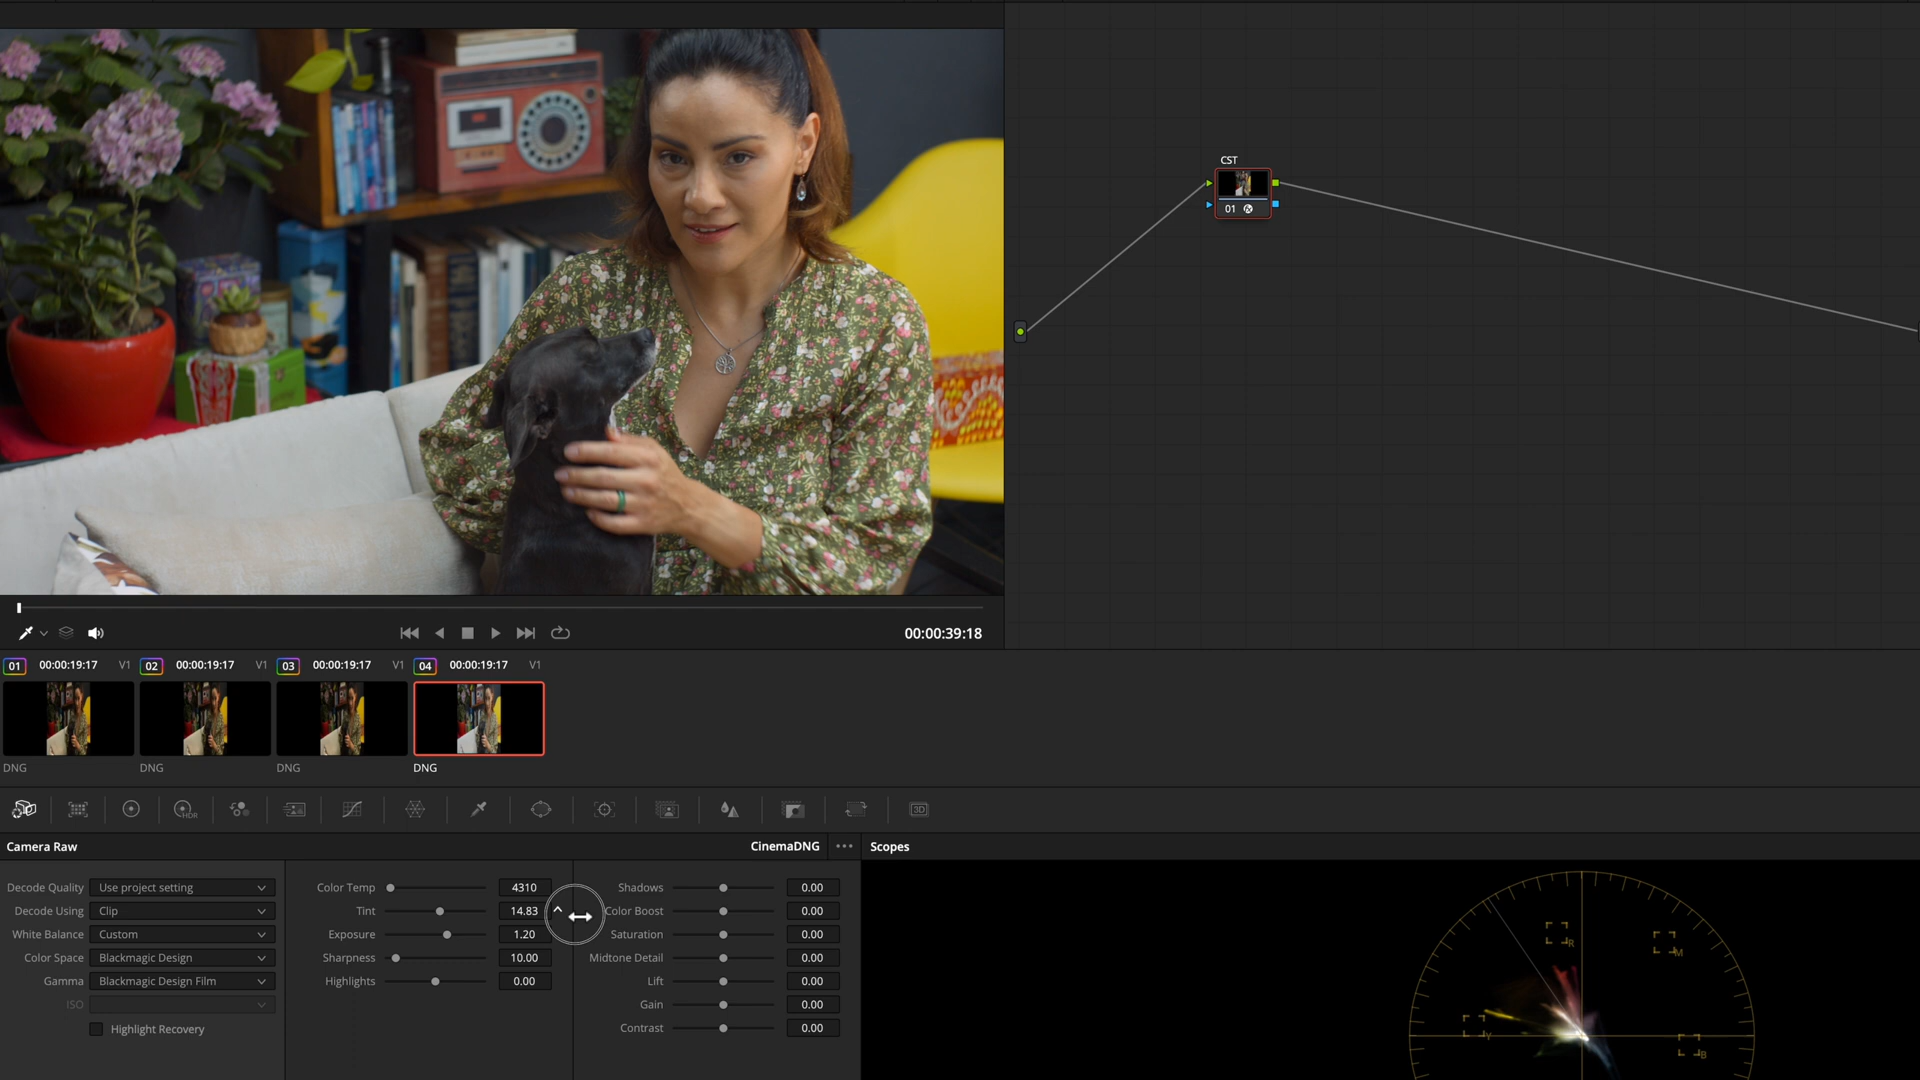 CST
01
00:00:39:18
01 00:00:19:17 V1 02 00:00:19:17 V1 03 00:00:19:17 V1 04 00:00:19:17 V1
DNG DNG DNG DNG
HDR 3D
Camera Raw CinemaDNG Scopes
Decode Quality Use project setting Color Temp 4310 Shadows 0.00
Decode Using Clip Tint 14.83 Color Boost 0.00
White Balance Custom Exposure 1.20 Saturation 0.00
Color Space Blackmagic Design Sharpness 10.00 Midtone Detail 0.00
Gamma Blackmagic Design Film Highlights 0.00 Lift 0.00
ISO Gain 0.00
Highlight Recovery Contrast 0.00
R
M
Y
B